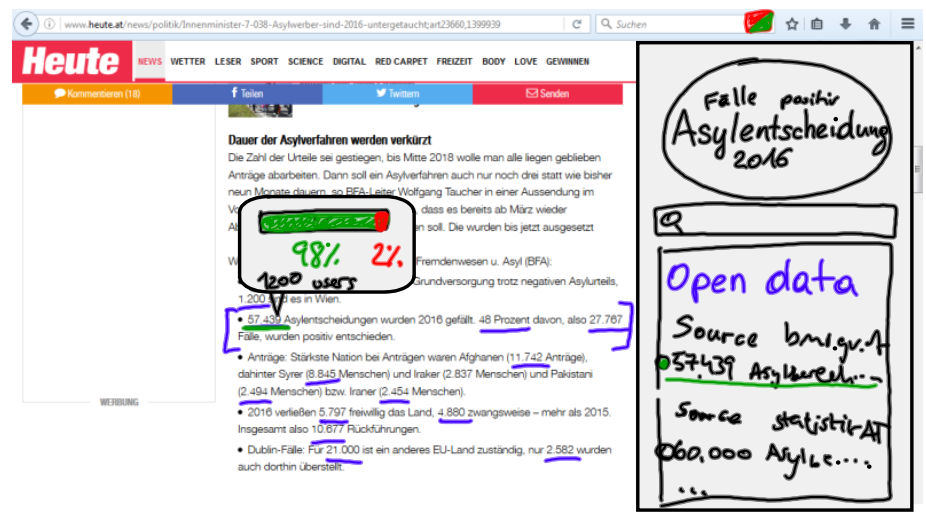 www.heute.at/news/politik/Innenminister-7-038-Asylwerber-sind-2016-untergetaucht;art23660,1399939
Suchen
Heute NEWS WETTER LESER SPORT SCIENCE DIGITAL RED CARPET FREIZEIT BODY LOVE GEWINNEN
Kommentieren (18) Teilen Twittern Senden
Dauer der Asylverfahren werden verkürzt
Die Zahl der Urteile sei gestiegen, bis Mitte 2018 wolle man alle liegen geblieben
Anträge abarbeiten. Dann soll ein Asylverfahren auch nur noch drei statt wie bisher
neun Monate dauern, so BFA-Leiter Wolfgang Taucher in einer Aussendung im
dass es bereits ab März wieder
soll. Die wurden bis jetzt ausgesetzt
98% 2%
1200 users
Fremdenwesen u. Asyl (BFA):
Grundversorgung trotz negativen Asylurteils,
1.200 sind es in Wien.
• 57.439 Asylentscheidungen wurden 2016 gefällt. 48 Prozent davon, also 27.767
Fälle, wurden positiv entschieden.
• Anträge: Stärkste Nation bei Anträgen waren Afghanen (11.742 Anträge),
dahinter Syrer (8.845 Menschen) und Iraker (2.837 Menschen) und Pakistani
(2.494 Menschen) bzw. Iraner (2.454 Menschen).
• 2016 verließen 5.797 freiwillig das Land, 4.880 zwangsweise – mehr als 2015.
Insgesamt also 10.677 Rückführungen.
• Dublin-Fälle: Für 21.000 ist ein anderes EU-Land zuständig, nur 2.582 wurden
auch dorthin überstellt.
WERBUNG
Fälle positiv
Asylentscheidung
2016
Open data
Source bmi.gv.At
57,439
Source statistikAT
60.000
...